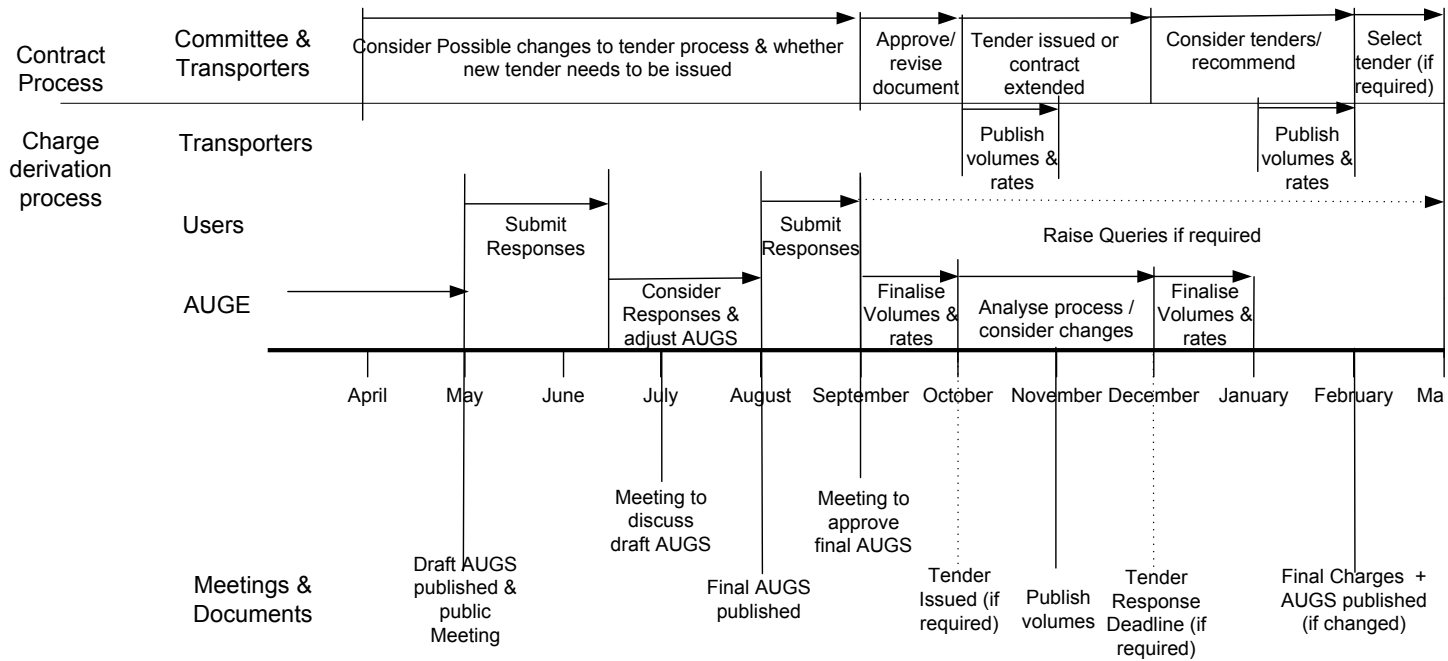 Contract
Process
Committee &
Transporters
Consider Possible changes to tender process & whether
new tender needs to be issued
Approve/
revise
document
Tender issued or
contract
extended
Consider tenders/
recommend
Select
tender (if
required)
Charge
derivation
process
Transporters
Publish
volumes &
rates
Publish
volumes &
rates
Users
Submit
Responses
Submit
Responses
Raise Queries if required
AUGE
Consider
Responses &
adjust AUGS
Finalise
Volumes &
rates
Analyse process /
consider changes
Finalise
Volumes &
rates
April
May
June
July
August
September
October
November
December
January
February
Ma
Meetings &
Documents
Draft AUGS
published &
public
Meeting
Meeting to
discuss
draft AUGS
Final AUGS
published
Meeting to
approve
final AUGS
Tender
Issued (if
required)
Publish
volumes
Tender
Response
Deadline (if
required)
Final Charges +
AUGS published
(if changed)